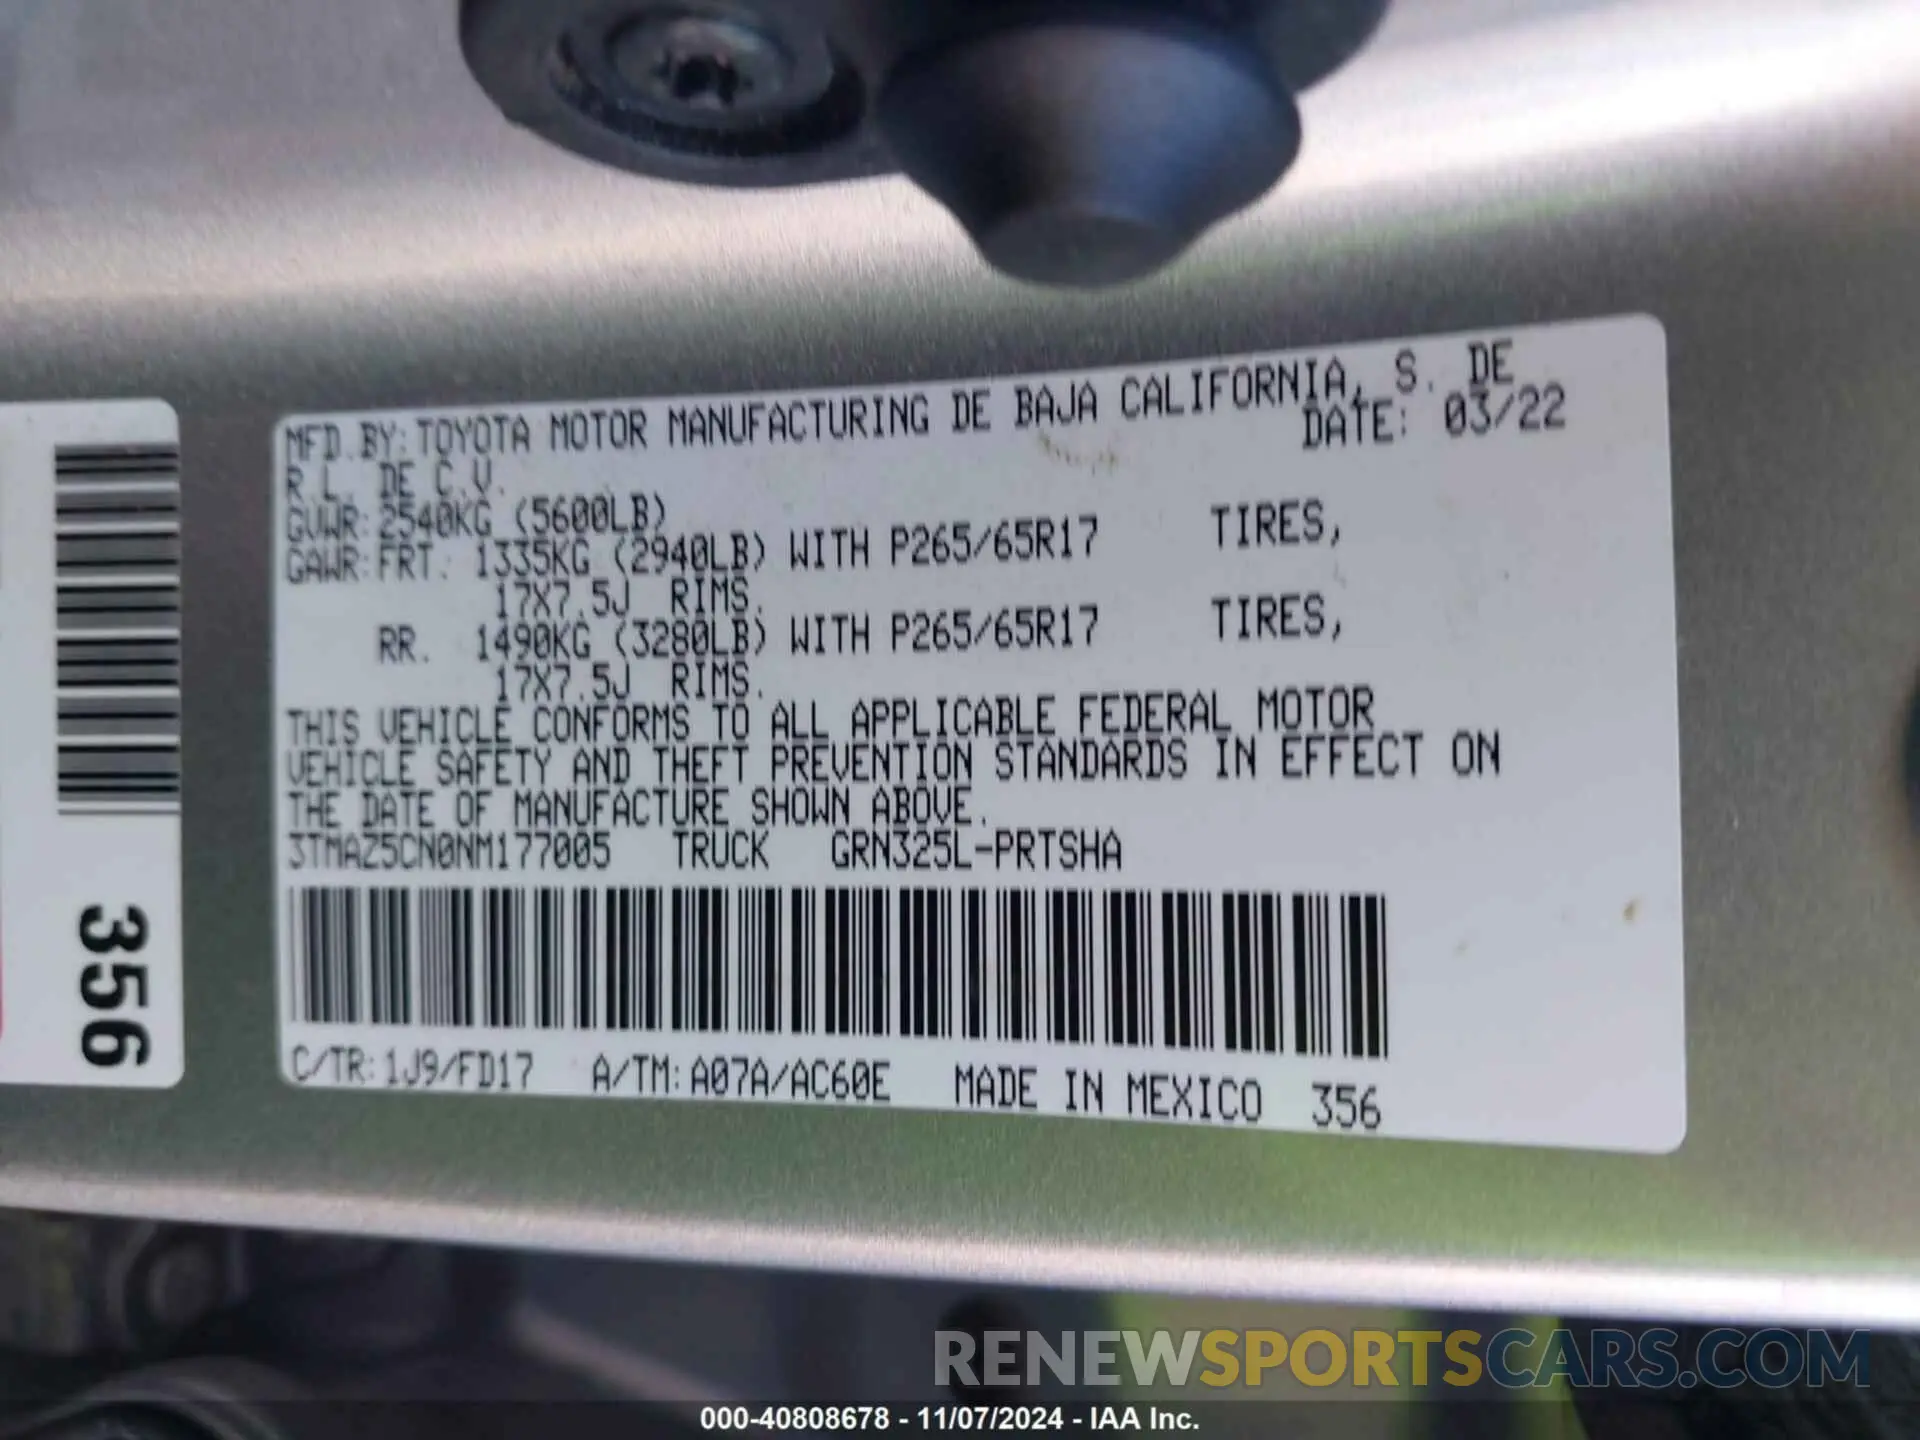 MFD.BY:TOYOTA MOTOR MANUFACTURING DE BAJA CALIFORNIA, S. DE
R.L. DE C.V.
DATE: 03/22
GVWR:2540KG (5600LB)
GAWR:FRT. 1335KG (2940LB) WITH P265/65R17 TIRES,
17X7.5J RIMS.
RR. 1490KG (3280LB) WITH P265/65R17 TIRES,
17X7.5J RIMS.
THIS VEHICLE CONFORMS TO ALL APPLICABLE FEDERAL MOTOR
VEHICLE SAFETY AND THEFT PREVENTION STANDARDS IN EFFECT ON
THE DATE OF MANUFACTURE SHOWN ABOVE.
3TMAZ5CN0NM177005 TRUCK GRN325L-PRTSHA
C/TR:1J9/FD17 A/TM:A07A/AC60E MADE IN MEXICO 356
356
RENEWSPORTSCARS.COM
000-40808678 - 11/07/2024 - IAA Inc.